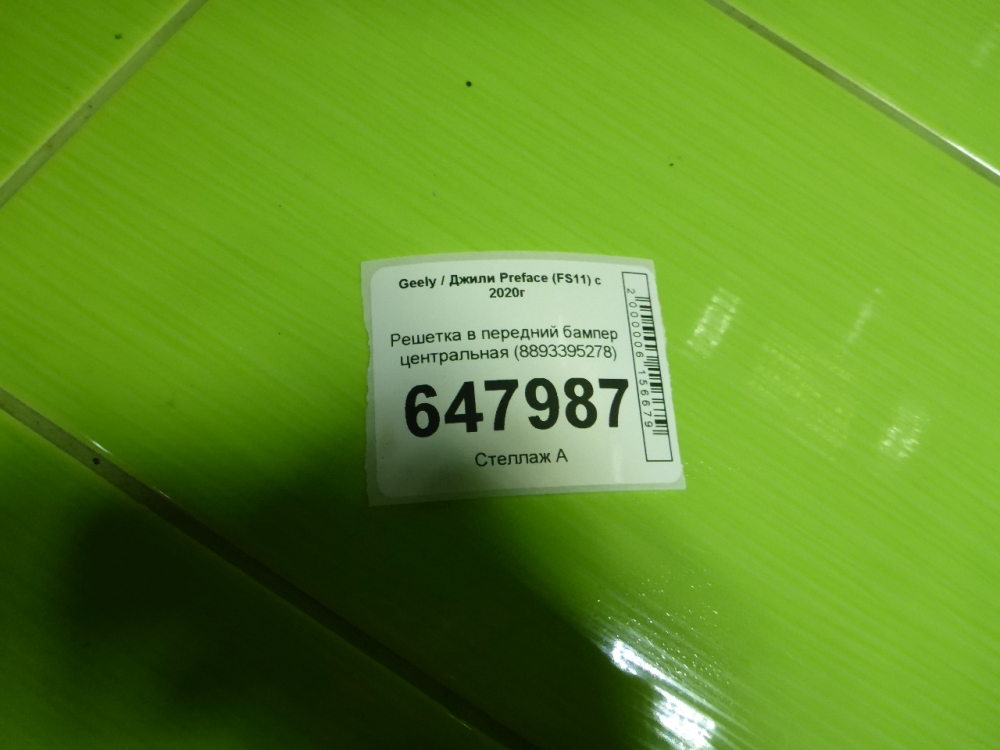 Geely / Джили Preface (FS11) с
2020г
Решетка в передний бампер
центральная (8893395278)
647987
Стеллаж А
2000006156679